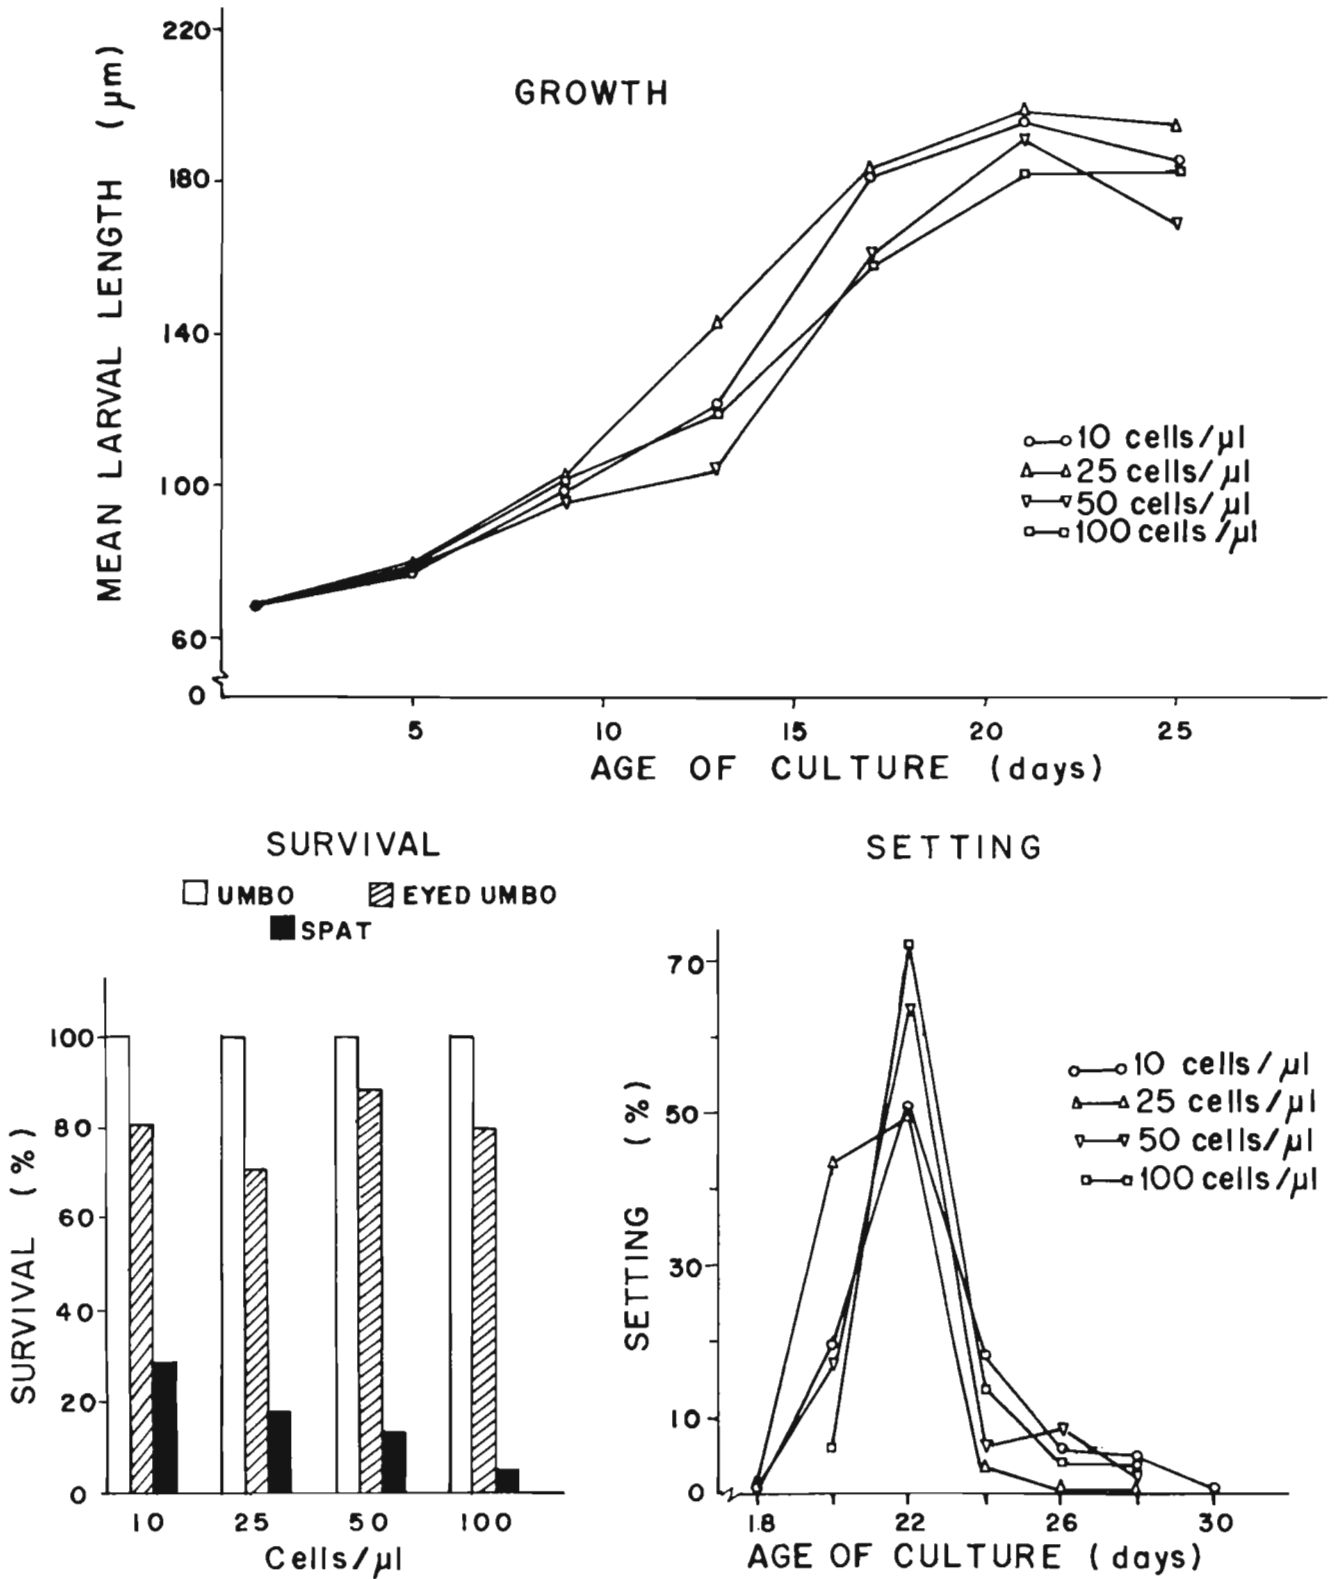 GROWTH
MEAN LARVAL LENGTH (µm)
220
180
140
100
60
0
10 cells/µl
25 cells/µl
50 cells/µl
100 cells/µl
5 10 15 20 25
AGE OF CULTURE (days)
SURVIVAL
UMBO EYED UMBO
SPAT
SURVIVAL (%)
100
80
60
40
20
0
10 25 50 100
Cells/µl
SETTING
SETTING (%)
70
50
30
10
0
10 cells/µl
25 cells/µl
50 cells/µl
100 cells/µl
18 22 26 30
AGE OF CULTURE (days)